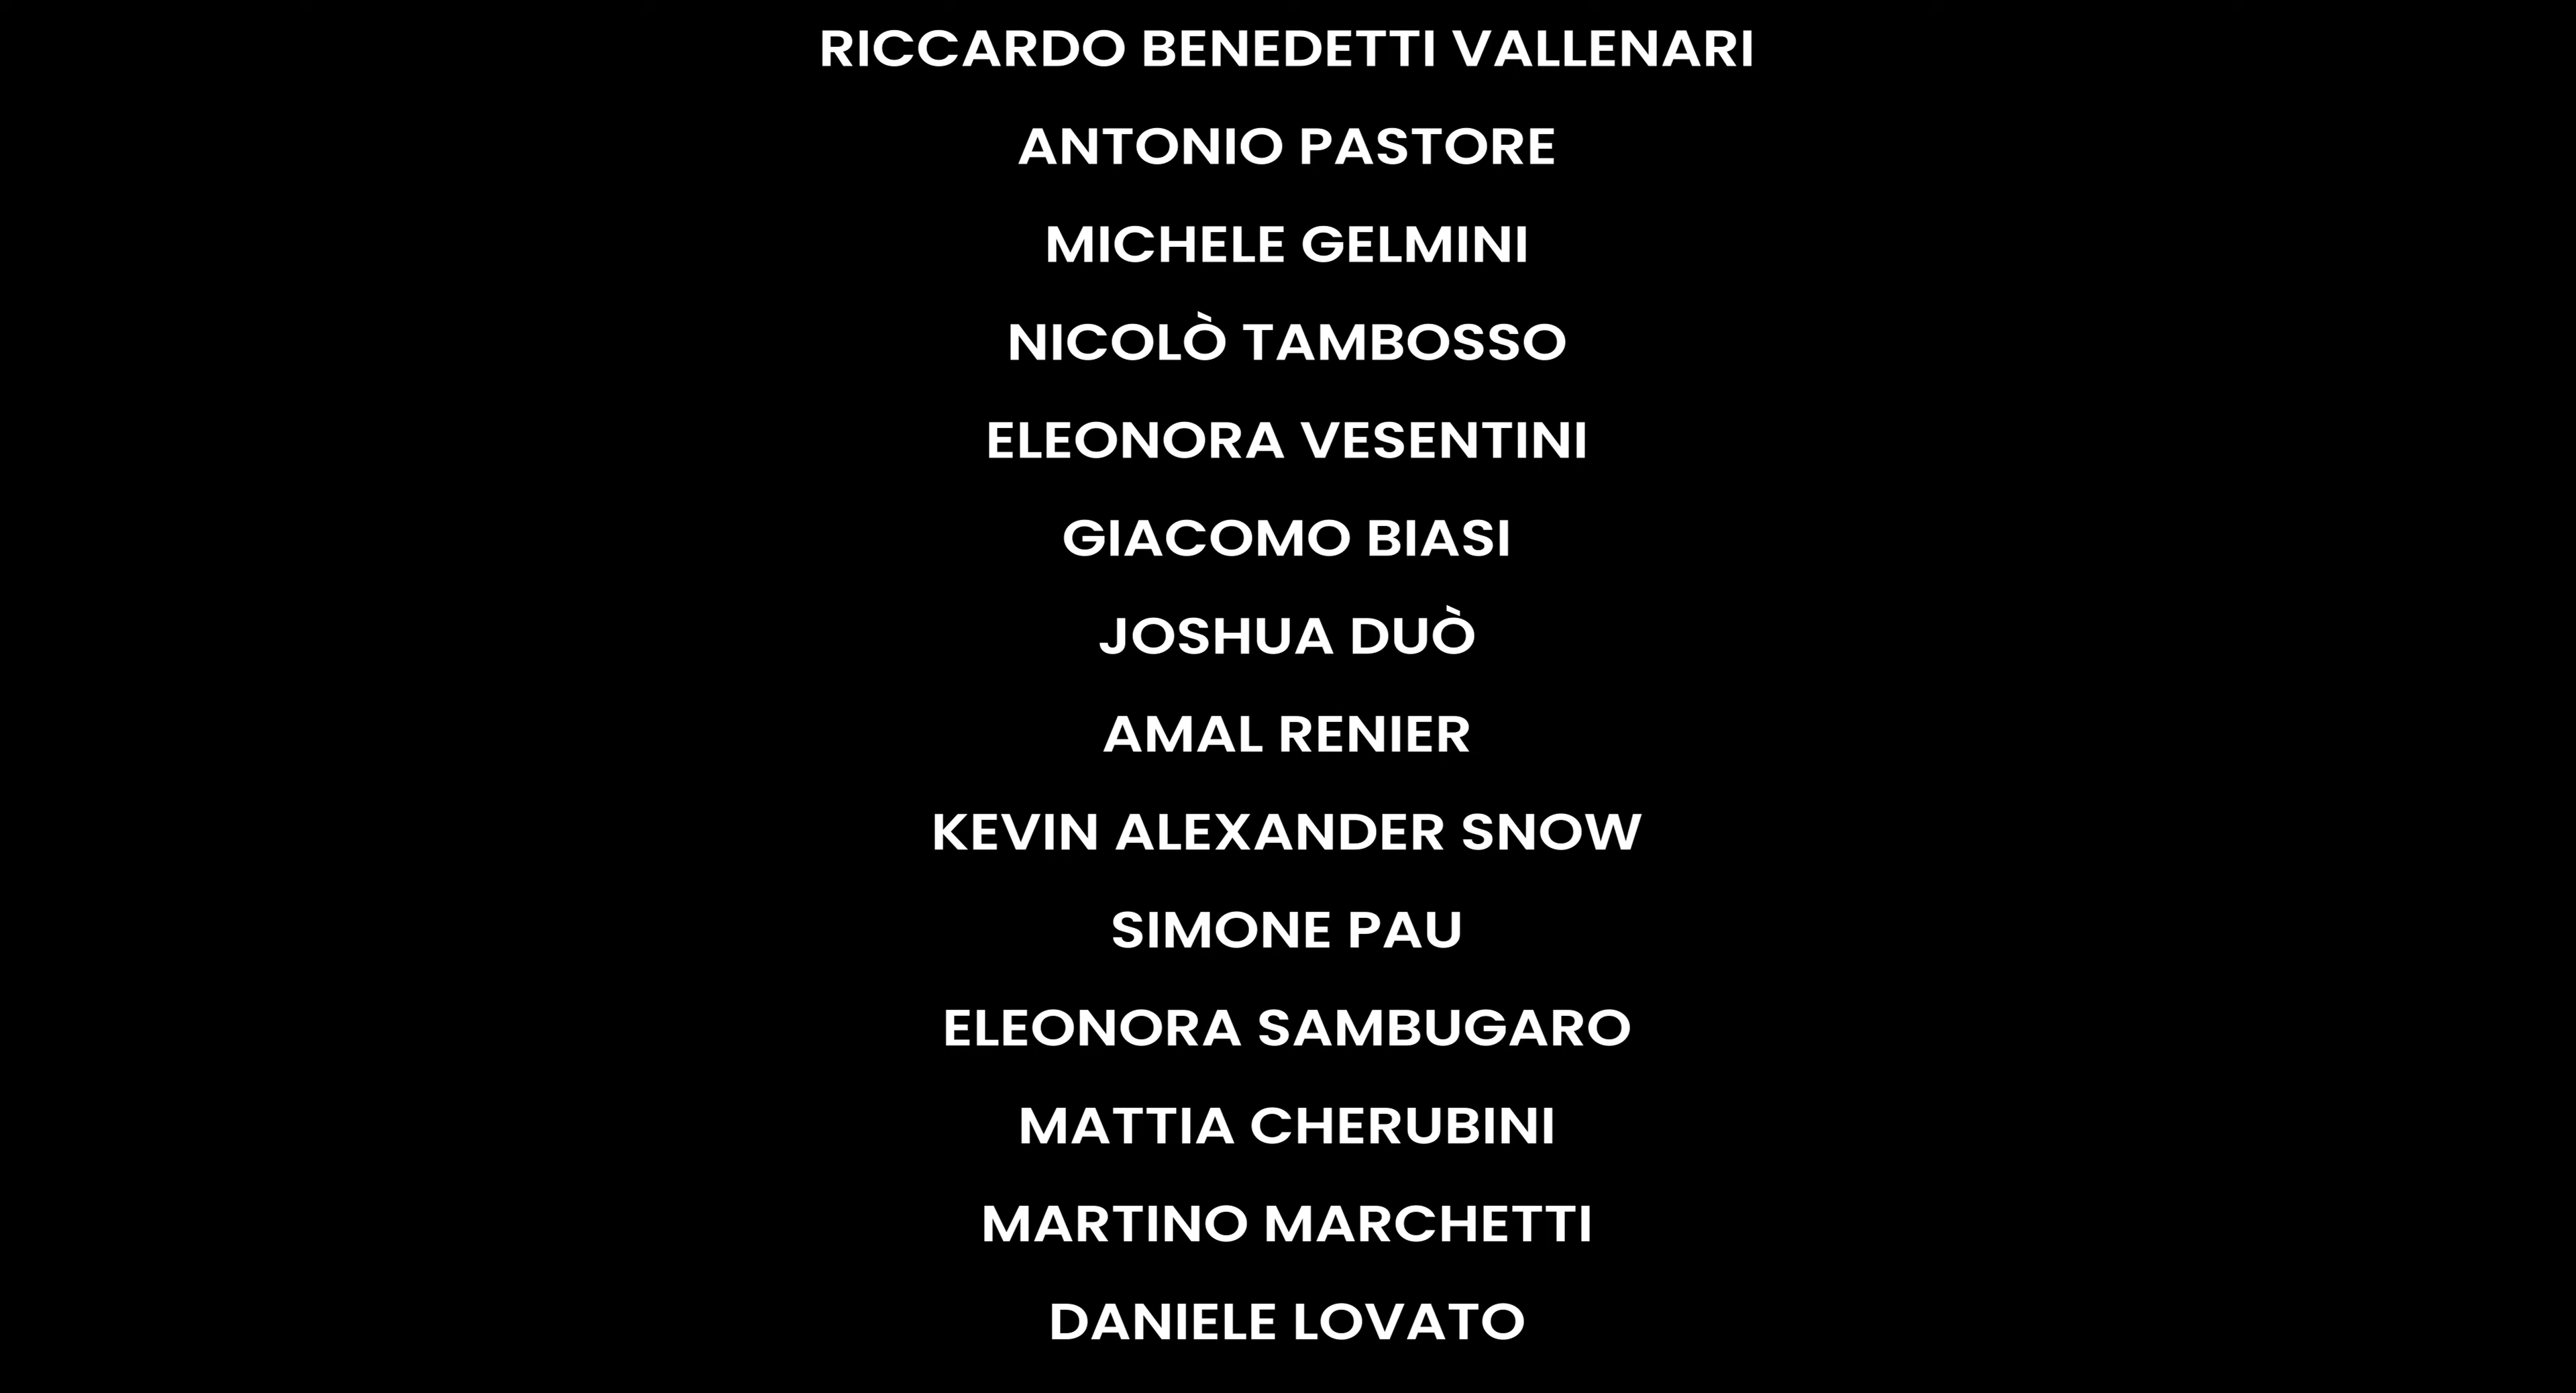 RICCARDO BENEDETTI VALLENARI
ANTONIO PASTORE
MICHELE GELMINI
NICOLÒ TAMBOSSO
ELEONORA VESENTINI
GIACOMO BIASI
JOSHUA DUÒ
AMAL RENIER
KEVIN ALEXANDER SNOW
SIMONE PAU
ELEONORA SAMBUGARO
MATTIA CHERUBINI
MARTINO MARCHETTI
DANIELE LOVATO